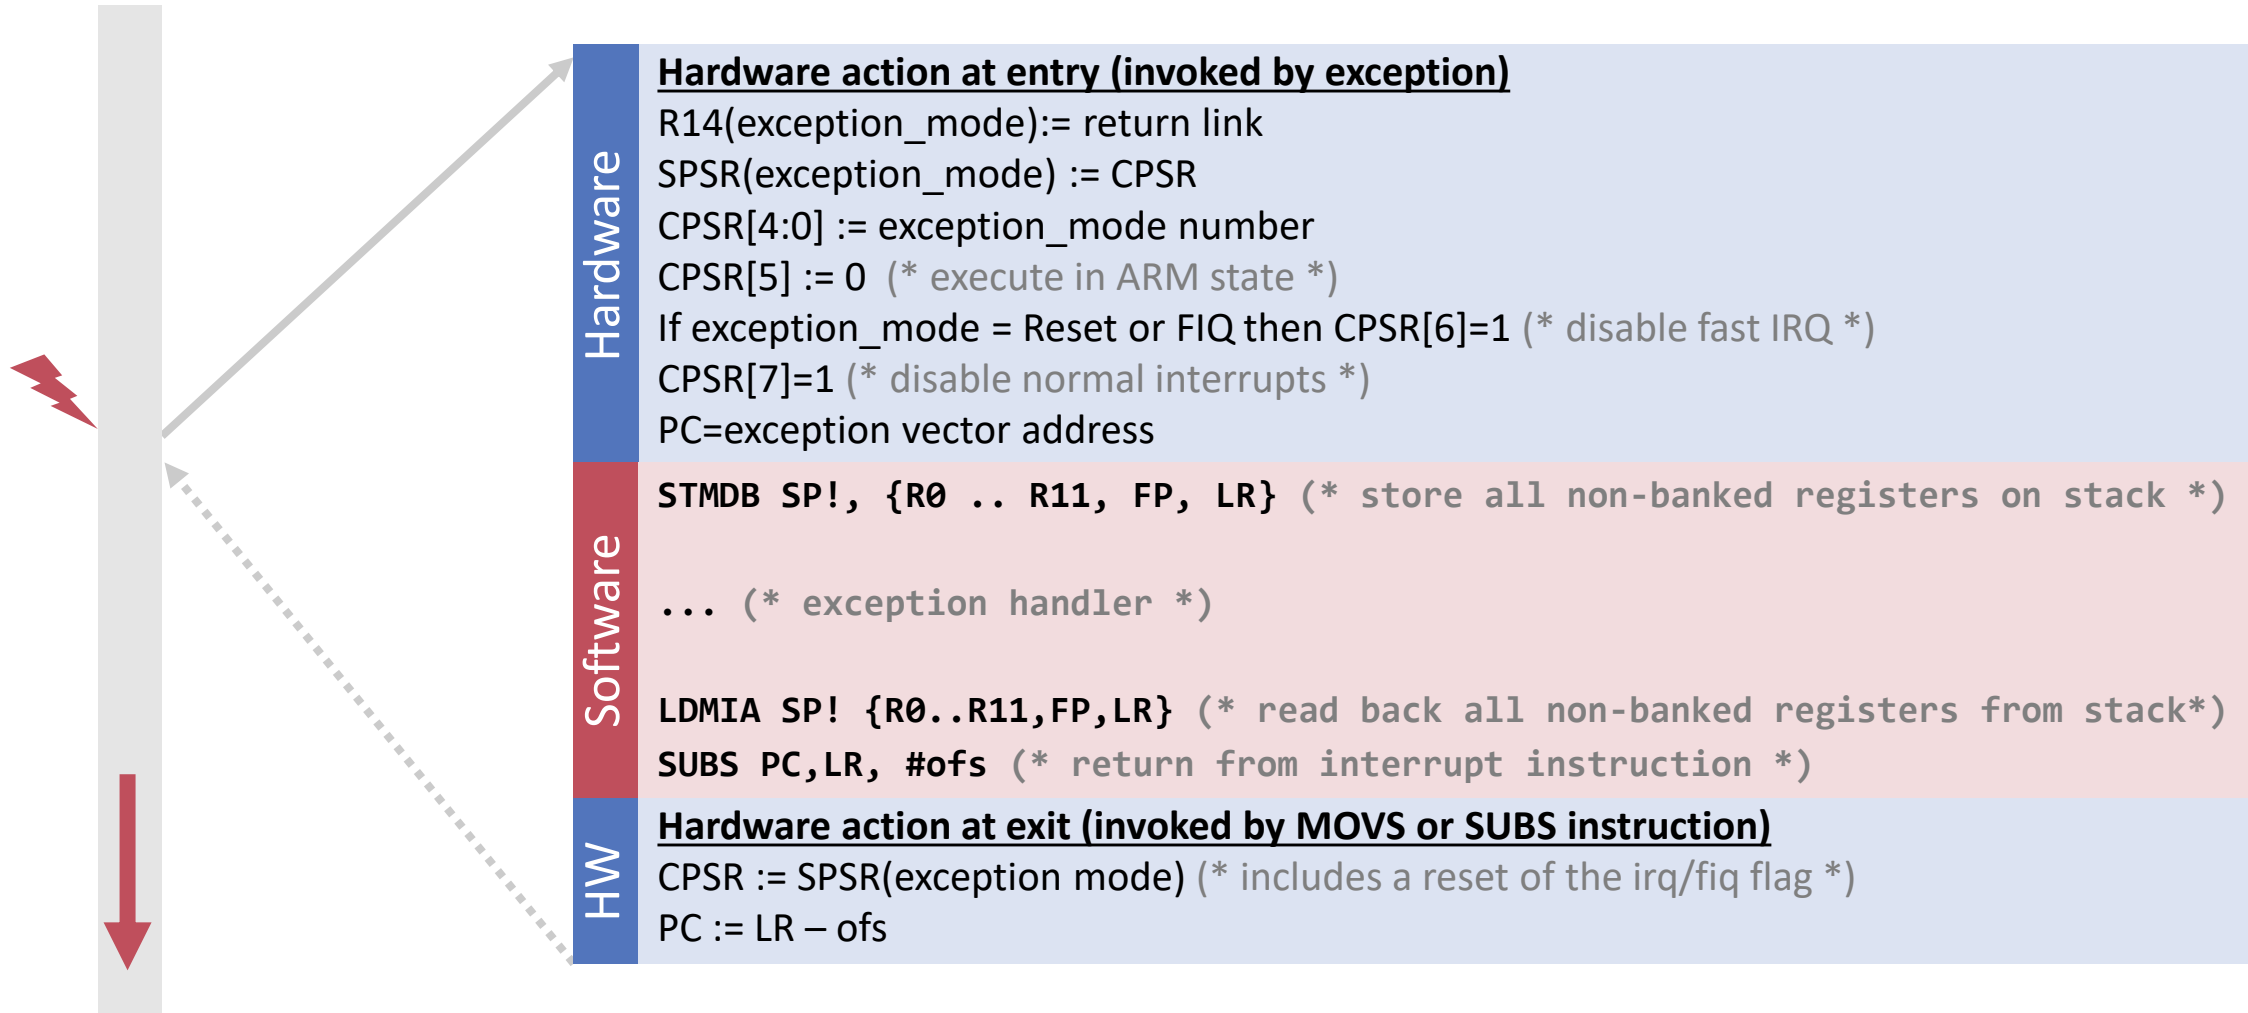 Hardware
Hardware action at entry (invoked by exception)
R14(exception_mode):= return link
SPSR(exception_mode) := CPSR
CPSR[4:0] := exception_mode number
CPSR[5] := 0 (* execute in ARM state *)
If exception_mode = Reset or FIQ then CPSR[6]=1 (* disable fast IRQ *)
CPSR[7]=1 (* disable normal interrupts *)
PC=exception vector address
Software
STMDB SP!, {R0 .. R11, FP, LR} (* store all non-banked registers on stack *)
... (* exception handler *)
LDMIA SP! {R0..R11,FP,LR} (* read back all non-banked registers from stack*)
SUBS PC,LR, #ofs (* return from interrupt instruction *)
HW
Hardware action at exit (invoked by MOVS or SUBS instruction)
CPSR := SPSR(exception mode) (* includes a reset of the irq/fiq flag *)
PC := LR – ofs